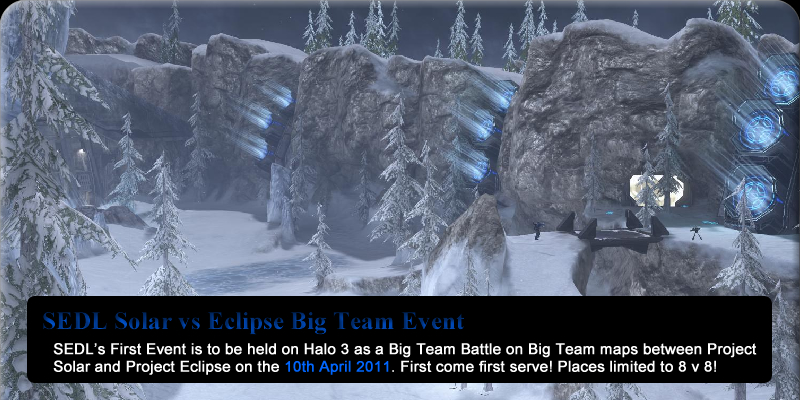 SEDL Solar vs Eclipse Big Team Event
SEDL's First Event is to be held on Halo 3 as a Big Team Battle on Big Team maps between Project
Solar and Project Eclipse on the 10th April 2011. First come first serve! Places limited to 8 v 8!